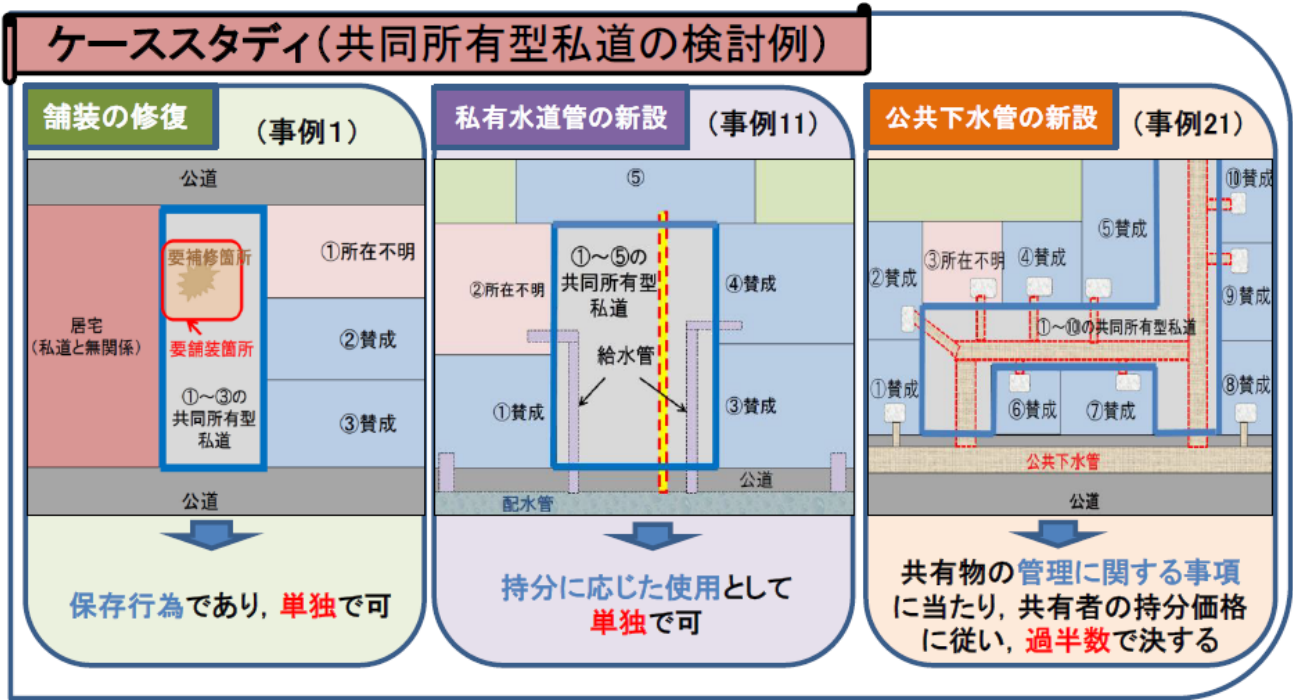 ケーススタディ(共同所有型私道の検討例)
舗装の修復
(事例1)
公道
要補修箇所
①所在不明
居宅
(私道と無関係)
要舗装箇所
②賛成
①～③の
共同所有型
私道
③賛成
公道
保存行為であり，単独で可
私有水道管の新設
(事例11)
⑤
①～⑤の
共同所有型
私道
②所在不明
④賛成
給水管
①賛成
③賛成
公道
配水管
持分に応じた使用として
単独で可
公共下水管の新設
(事例21)
⑩賛成
⑤賛成
②賛成
③所在不明
④賛成
⑨賛成
①～⑩の共同所有型私道
①賛成
⑥賛成
⑦賛成
⑧賛成
公共下水管
公道
共有物の管理に関する事項
に当たり，共有者の持分価格
に従い，過半数で決する